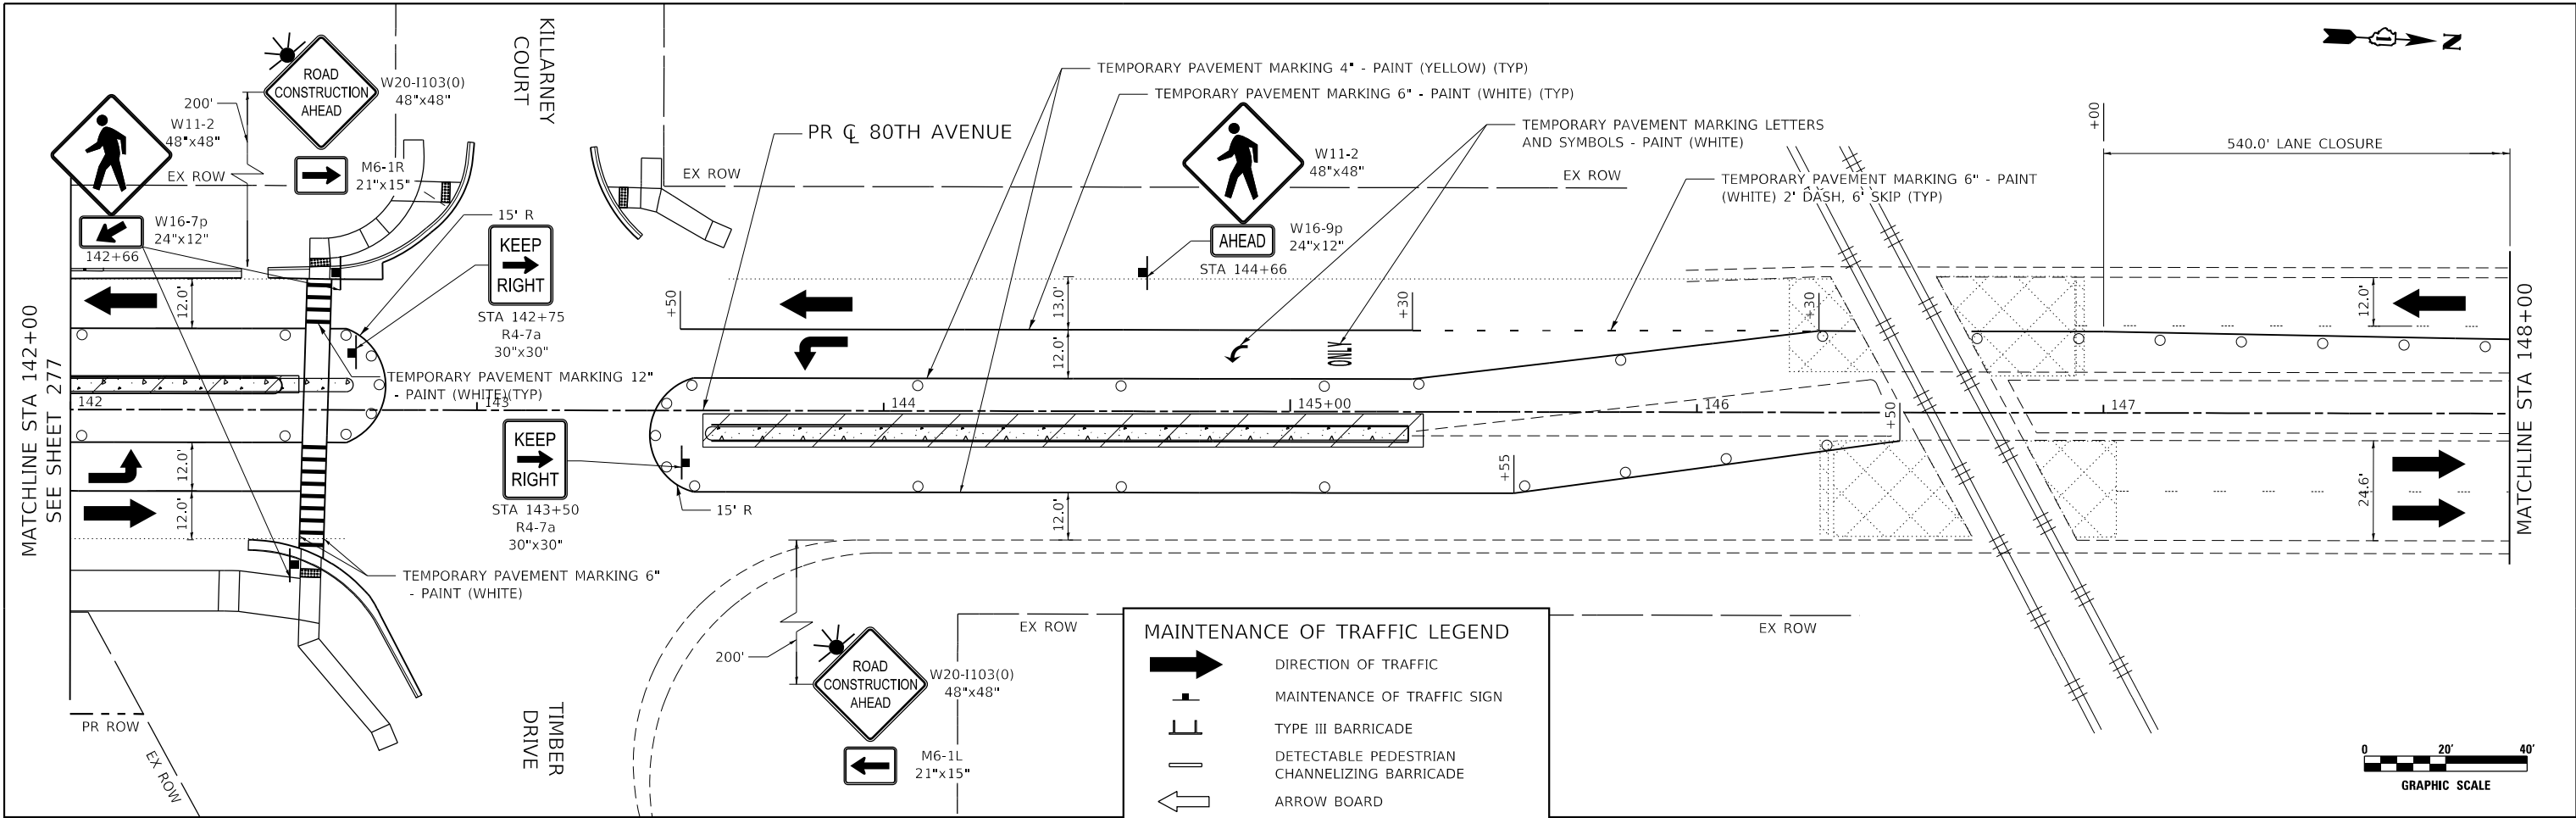 KILLARNEY
COURT
ROAD
CONSTRUCTION
AHEAD
W20-I103(0)
48"x48"
200'
W11-2
48"x48"
EX ROW
M6-1R
21"x15"
W16-7p
24"x12"
142+66
15' R
KEEP
RIGHT
STA 142+75
R4-7a
30"x30"
EX ROW
PR ℄ 80TH AVENUE
TEMPORARY PAVEMENT MARKING 4" - PAINT (YELLOW) (TYP)
TEMPORARY PAVEMENT MARKING 6" - PAINT (WHITE) (TYP)
W11-2
48"x48"
AHEAD
W16-9p
24"x12"
STA 144+66
TEMPORARY PAVEMENT MARKING LETTERS
AND SYMBOLS - PAINT (WHITE)
EX ROW
TEMPORARY PAVEMENT MARKING 6" - PAINT
(WHITE) 2' DASH, 6' SKIP (TYP)
+00
540.0' LANE CLOSURE
N
MATCHLINE STA 142+00
SEE SHEET 277
12.0'
12.0'
12.0'
142
TEMPORARY PAVEMENT MARKING 12"
- PAINT (WHITE)(TYP)
143
+50
13.0'
12.0'
ONLY
+30
+30
144
145+00
146
+50
147
12.0'
24.6'
MATCHLINE STA 148+00
KEEP
RIGHT
STA 143+50
R4-7a
30"x30"
15' R
12.0'
+55
TEMPORARY PAVEMENT MARKING 6"
- PAINT (WHITE)
PR ROW
EX ROW
TIMBER
DRIVE
200'
ROAD
CONSTRUCTION
AHEAD
W20-I103(0)
48"x48"
M6-1L
21"x15"
EX ROW
EX ROW
MAINTENANCE OF TRAFFIC LEGEND
DIRECTION OF TRAFFIC
MAINTENANCE OF TRAFFIC SIGN
TYPE III BARRICADE
DETECTABLE PEDESTRIAN
CHANNELIZING BARRICADE
ARROW BOARD
0 20' 40'
GRAPHIC SCALE